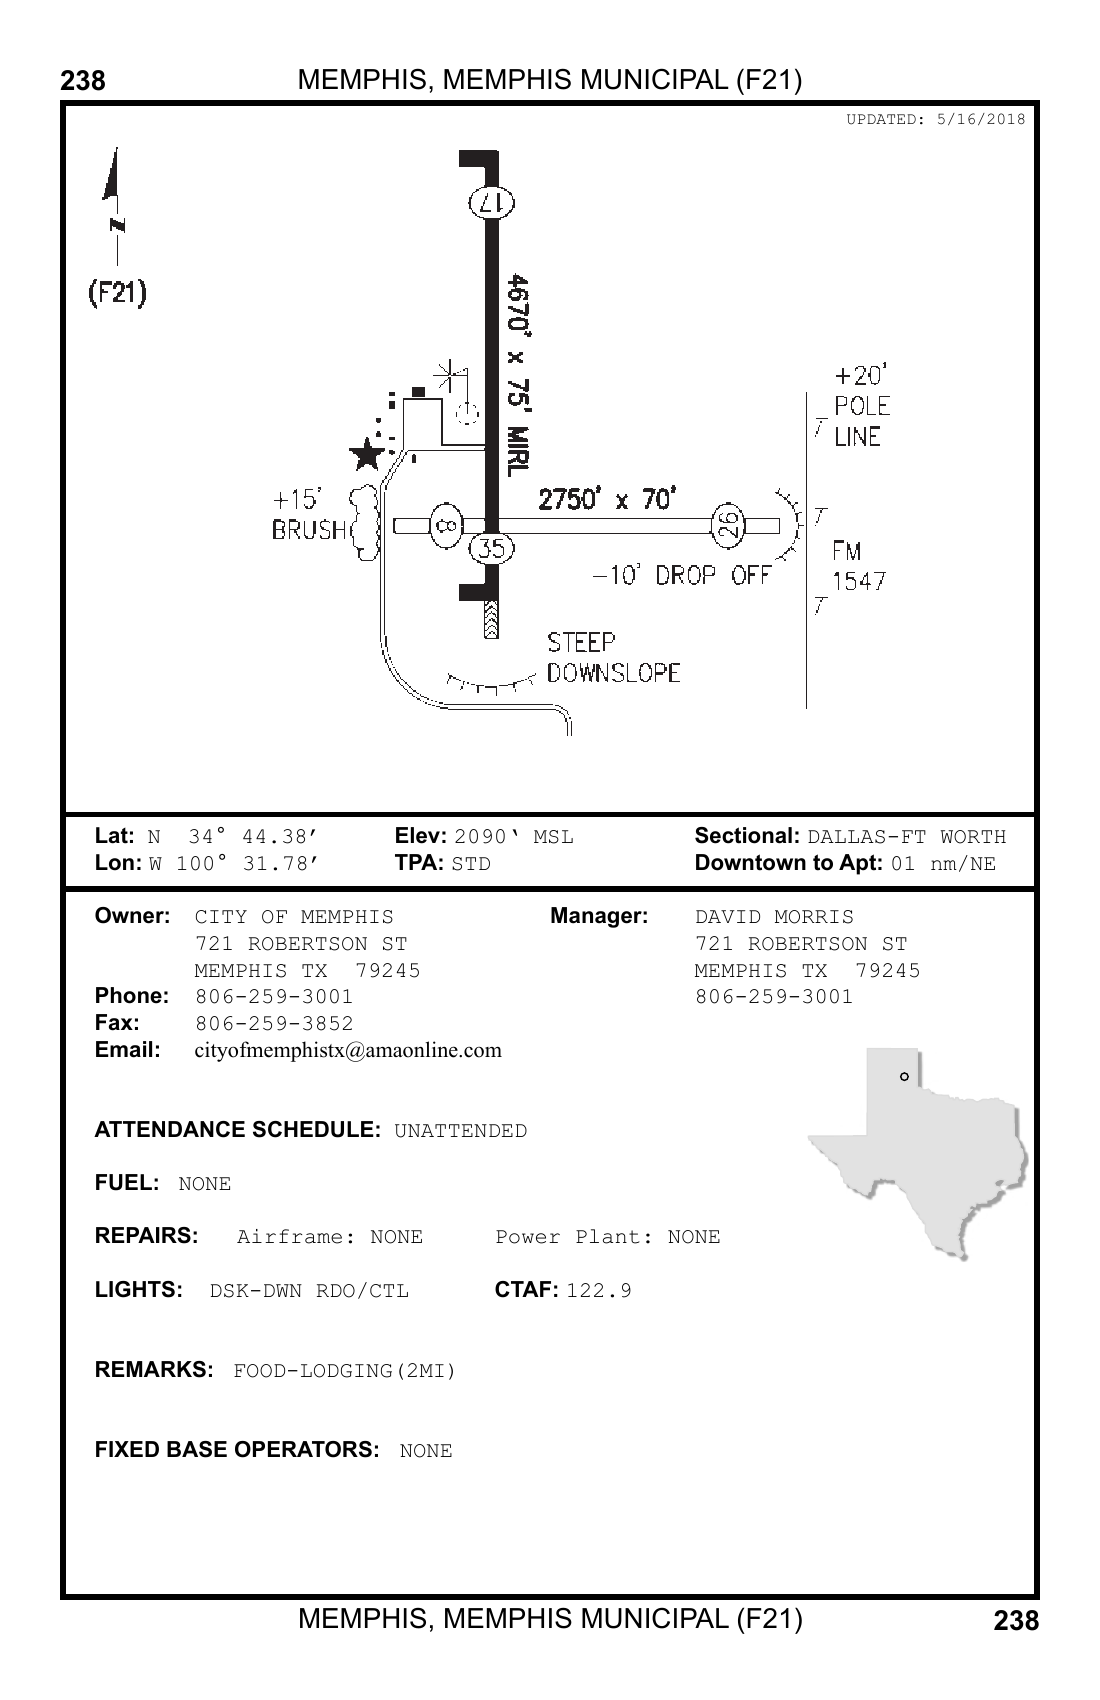 238 MEMPHIS, MEMPHIS MUNICIPAL (F21)
UPDATED: 5/16/2018
N
(F21)
17
4670' x 75' MIRL
+20'
POLE
LINE
+15'
BRUSH
2750' x 70'
8
26
35
FM
1547
-10' DROP OFF
STEEP
DOWNSLOPE
Lat: N 34° 44.38′ Elev: 2090‘ MSL Sectional: DALLAS-FT WORTH
Lon: W 100° 31.78′ TPA: STD Downtown to Apt: 01 nm/NE
Owner: CITY OF MEMPHIS Manager: DAVID MORRIS
721 ROBERTSON ST 721 ROBERTSON ST
MEMPHIS TX 79245 MEMPHIS TX 79245
Phone: 806-259-3001 806-259-3001
Fax: 806-259-3852
Email: cityofmemphistx@amaonline.com
ATTENDANCE SCHEDULE: UNATTENDED
FUEL: NONE
REPAIRS: Airframe: NONE Power Plant: NONE
LIGHTS: DSK-DWN RDO/CTL CTAF: 122.9
REMARKS: FOOD-LODGING(2MI)
FIXED BASE OPERATORS: NONE
MEMPHIS, MEMPHIS MUNICIPAL (F21) 238